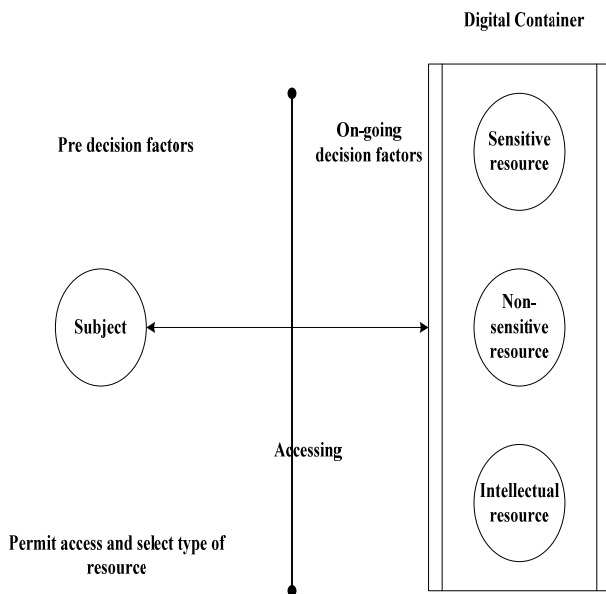 Digital Container
Pre decision factors
On-going
decision factors
Sensitive
resource
Subject
Non-
sensitive
resource
Accessing
Intellectual
resource
Permit access and select type of
resource